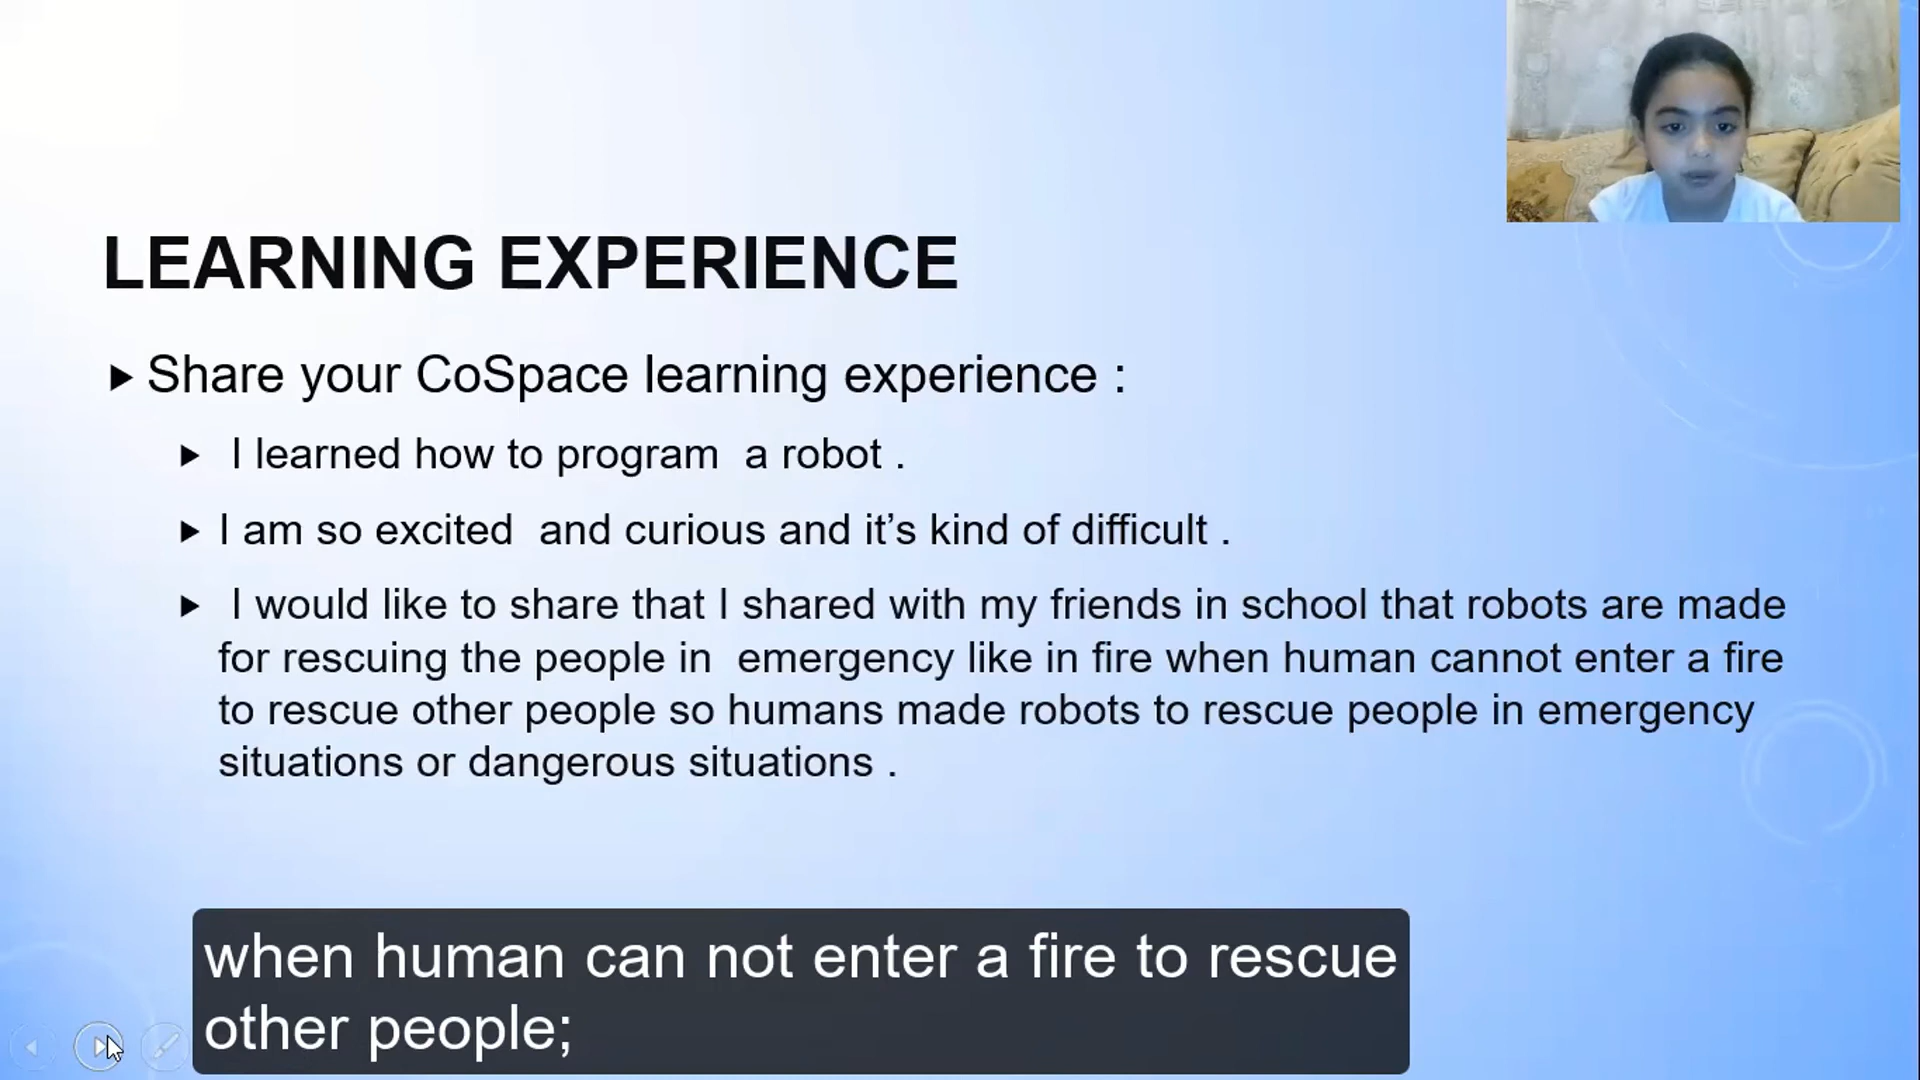 LEARNING EXPERIENCE
Share your CoSpace learning experience :
I learned how to program  a robot .
I am so excited  and curious and it’s kind of difficult .
I would like to share that I shared with my friends in school that robots are made
for rescuing the people in  emergency like in fire when human cannot enter a fire
to rescue other people so humans made robots to rescue people in emergency
situations or dangerous situations .
when human can not enter a fire to rescue
other people;